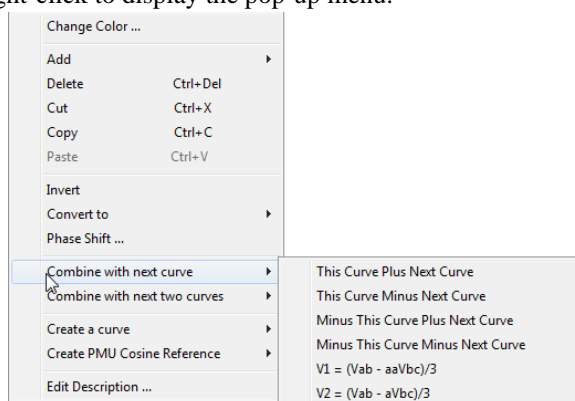 ght-click to display the pop-up menu.
Change Color ...
Add
Delete Ctrl+Del
Cut Ctrl+X
Copy Ctrl+C
Paste Ctrl+V
Invert
Convert to
Phase Shift ...
Combine with next curve
Combine with next two curves
Create a curve
Create PMU Cosine Reference
Edit Description ...
This Curve Plus Next Curve
This Curve Minus Next Curve
Minus This Curve Plus Next Curve
Minus This Curve Minus Next Curve
V1 = (Vab - aaVbc)/3
V2 = (Vab - aVbc)/3